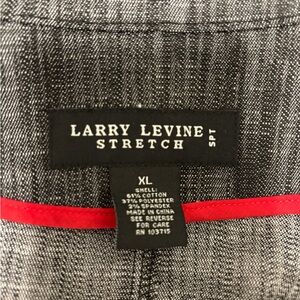 LARRY LEVINE
STRETCH
SPT
XL
SHELL:
61% COTTON
37% POLYESTER
2% SPANDEX
MADE IN CHINA
SEE REVERSE
FOR CARE
RN 103715